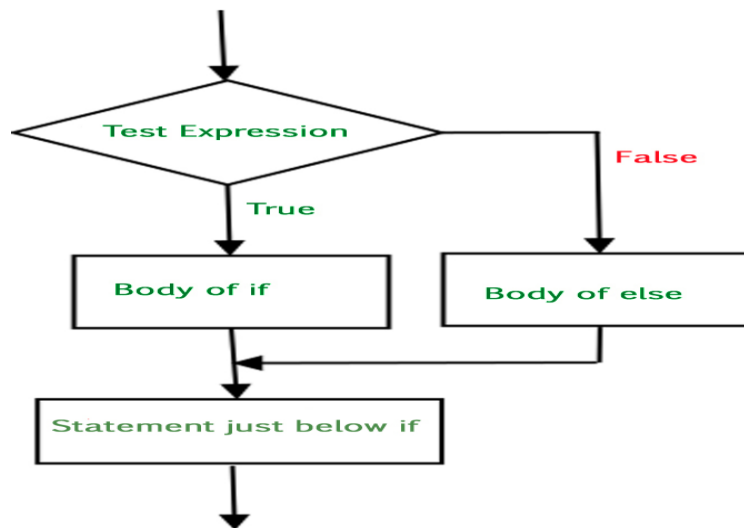 Test Expression
False
True
Body of if
Body of else
Statement just below if